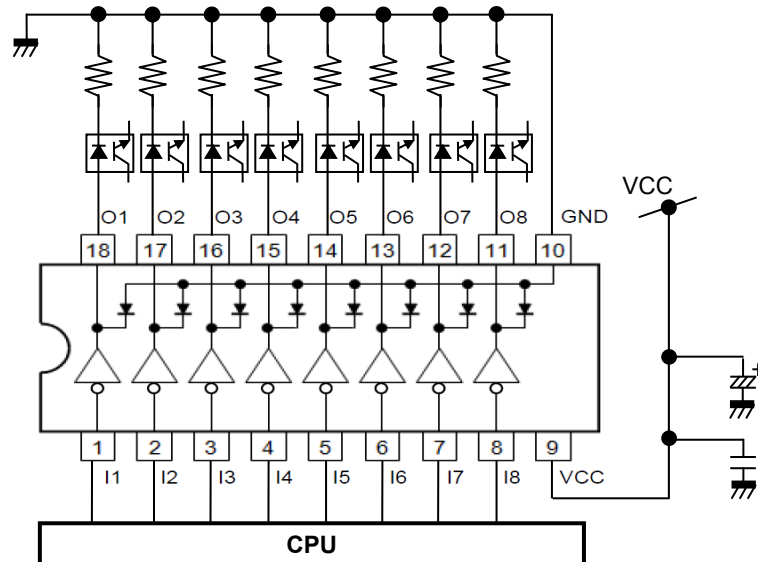 VCC
O1 O2 O3 O4 O5 O6 O7 O8 GND
18 17 16 15 14 13 12 11 10
+
1 2 3 4 5 6 7 8 9
I1 I2 I3 I4 I5 I6 I7 I8 VCC
CPU